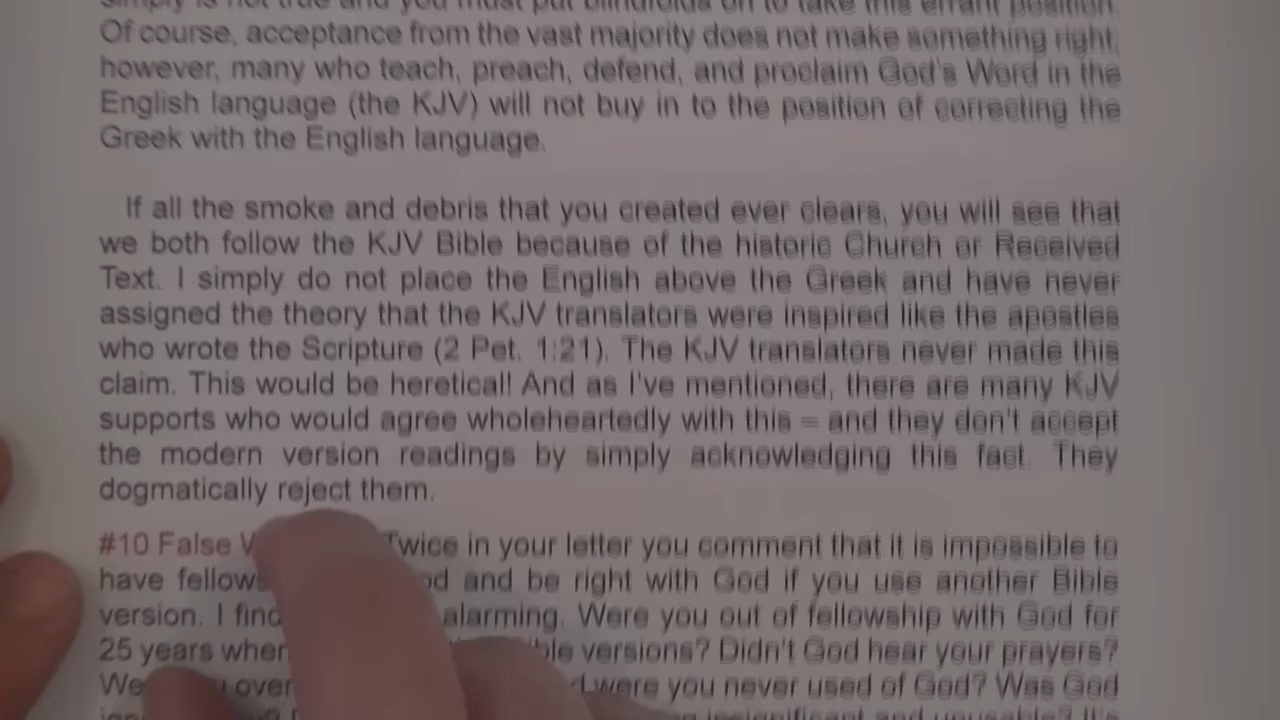 simply is not true and you must put blindfolds on to take this errant position.
Of course, acceptance from the vast majority does not make something right,
however, many who teach, preach, defend, and proclaim God's Word in the
English language (the KJV) will not buy in to the position of correcting the
Greek with the English language.
If all the smoke and debris that you created ever clears, you will see that
we both follow the KJV Bible because of the historic Church or Received
Text. I simply do not place the English above the Greek and have never
assigned the theory that the KJV translators were inspired like the apostles
who wrote the Scripture (2 Pet. 1:21). The KJV translators never made this
claim. This would be heretical! And as I've mentioned, there are many KJV
supports who would agree wholeheartedly with this = and they don't accept
the modern version readings by simply acknowledging this fact. They
dogmatically reject them.
#10 False Twice in your letter you comment that it is impossible to
have and be right with God if you use another Bible
version. I alarming. Were you out of fellowship with God for
25 years versions? Didn't God hear your prayers?
over were you never used of God? Was God
insignificant and unusable? It's